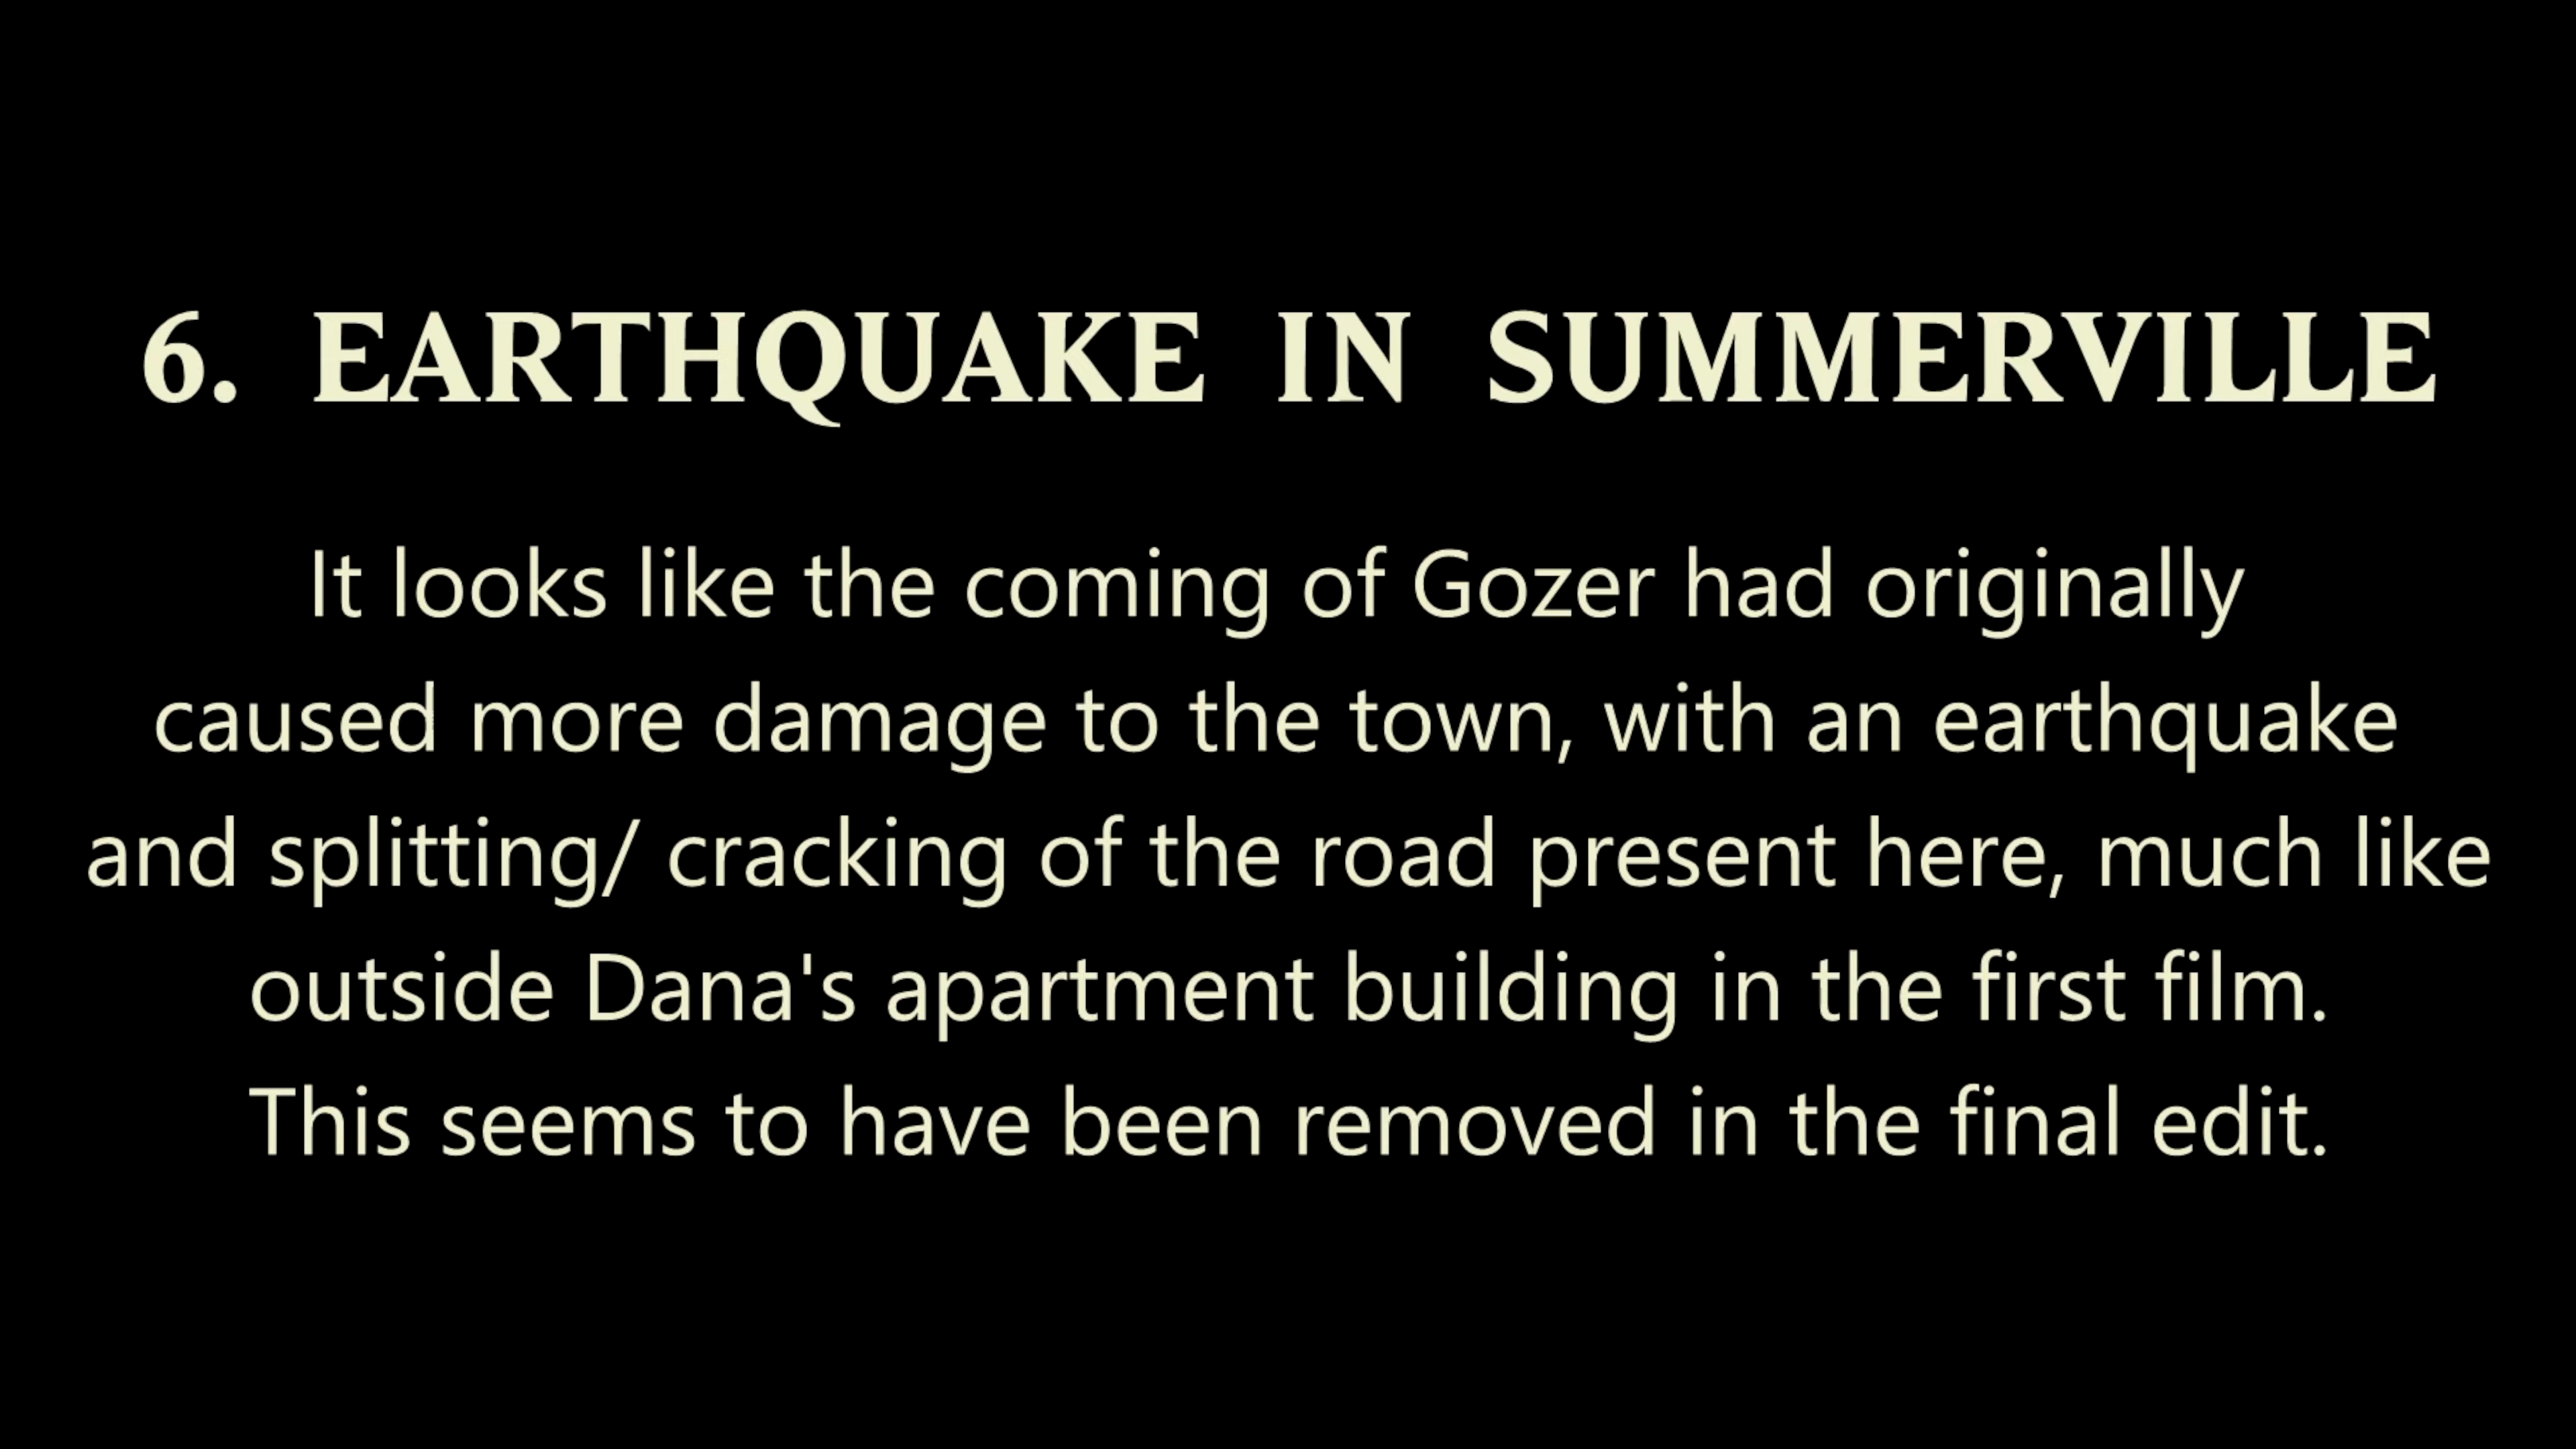 6. EARTHQUAKE IN SUMMERVILLE
It looks like the coming of Gozer had originally
caused more damage to the town, with an earthquake
and splitting/ cracking of the road present here, much like
outside Dana's apartment building in the first film.
This seems to have been removed in the final edit.